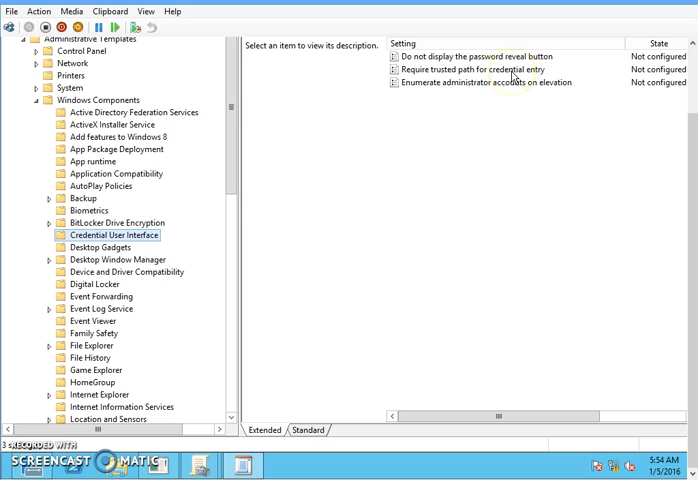 File Action Media Clipboard View Help
Administrative Templates
Control Panel
Network
Printers
System
Windows Components
Active Directory Federation Services
ActiveX Installer Service
Add features to Windows 8
App Package Deployment
App runtime
Application Compatibility
AutoPlay Policies
Backup
Biometrics
BitLocker Drive Encryption
Credential User Interface
Desktop Gadgets
Desktop Window Manager
Device and Driver Compatibility
Digital Locker
Event Forwarding
Event Log Service
Event Viewer
Family Safety
File Explorer
File History
Game Explorer
HomeGroup
Internet Explorer
Internet Information Services
Location and Sensors
Select an item to view its description.
Setting State
Do not display the password reveal button Not configured
Require trusted path for credential entry Not configured
Enumerate administrator accounts on elevation Not configured
Extended Standard
3 s
RECORDED WITH
SCREENCAST MATIC
5:54 AM
1/5/2016